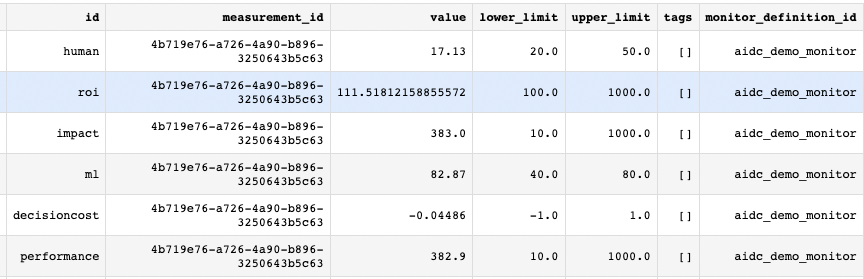 id measurement_id value lower_limit upper_limit tags monitor_definition_id
human 4b719e76-a726-4a90-b896-3250643b5c63 17.13 20.0 50.0 [] aidc_demo_monitor
roi 4b719e76-a726-4a90-b896-3250643b5c63 111.51812158855572 100.0 1000.0 [] aidc_demo_monitor
impact 4b719e76-a726-4a90-b896-3250643b5c63 383.0 10.0 1000.0 [] aidc_demo_monitor
ml 4b719e76-a726-4a90-b896-3250643b5c63 82.87 40.0 80.0 [] aidc_demo_monitor
decisioncost 4b719e76-a726-4a90-b896-3250643b5c63 -0.04486 -1.0 1.0 [] aidc_demo_monitor
performance 4b719e76-a726-4a90-b896-3250643b5c63 382.9 10.0 1000.0 [] aidc_demo_monitor